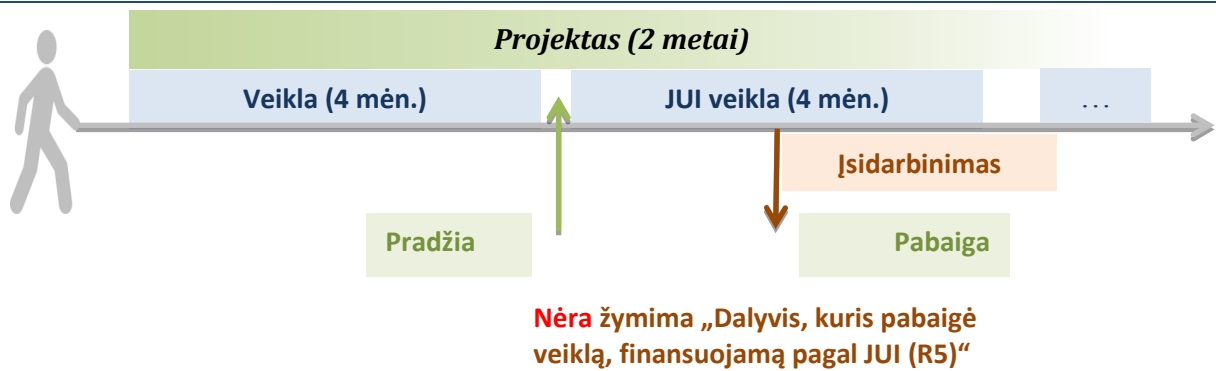 Projektas (2 metai)
Veikla (4 mėn.)
JUI veikla (4 mėn.)
...
Įsidarbinimas
Pradžia
Pabaiga
Nėra žymima „Dalyvis, kuris pabaigė
veiklą, finansuojamą pagal JUI (R5)“